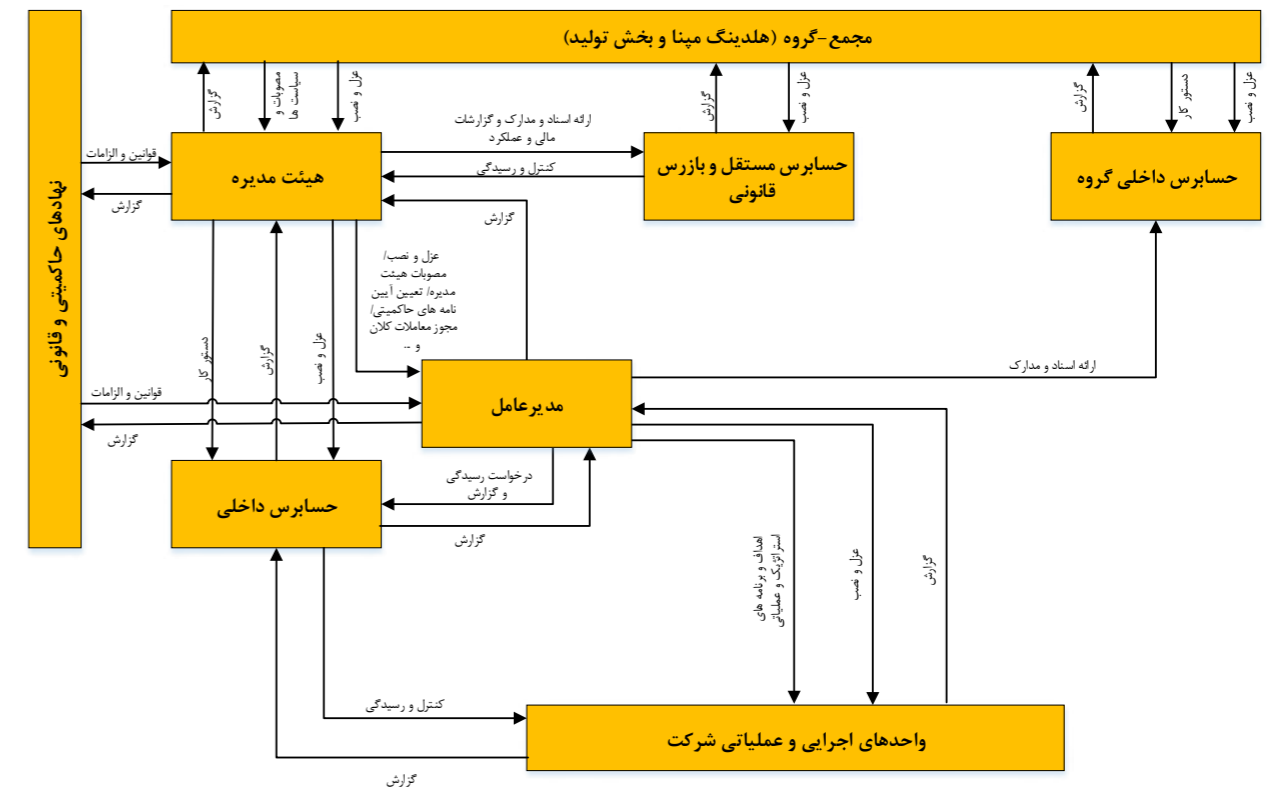 مجمع-گروه (هلدینگ مپنا و بخش تولید)
گزارش
مصوبات و
سیاست ها
عزل و نصب
گزارش
عزل و نصب
گزارش
دستور کار
عزل و نصب
نهادهای حاکمیتی و قانونی
قوانین و الزامات
گزارش
هیئت مدیره
ارائه اسناد و مدارک و گزارشات
مالی و عملکرد
کنترل و رسیدگی
حسابرس مستقل و بازرس
قانونی
حسابرس داخلی گروه
گزارش
عزل و نصب/
مصوبات هیئت
مدیره/ تعیین آیین
نامه های حاکمیتی/
مجوز معاملات کلان
و ...
دستور کار
گزارش
عزل و نصب
قوانین و الزامات
گزارش
مدیرعامل
ارائه اسناد و مدارک
حسابرس داخلی
درخواست رسیدگی
و گزارش
گزارش
اهداف و برنامه های
استراتژیک و عملیاتی
عزل و نصب
گزارش
کنترل و رسیدگی
واحدهای اجرایی و عملیاتی شرکت
گزارش